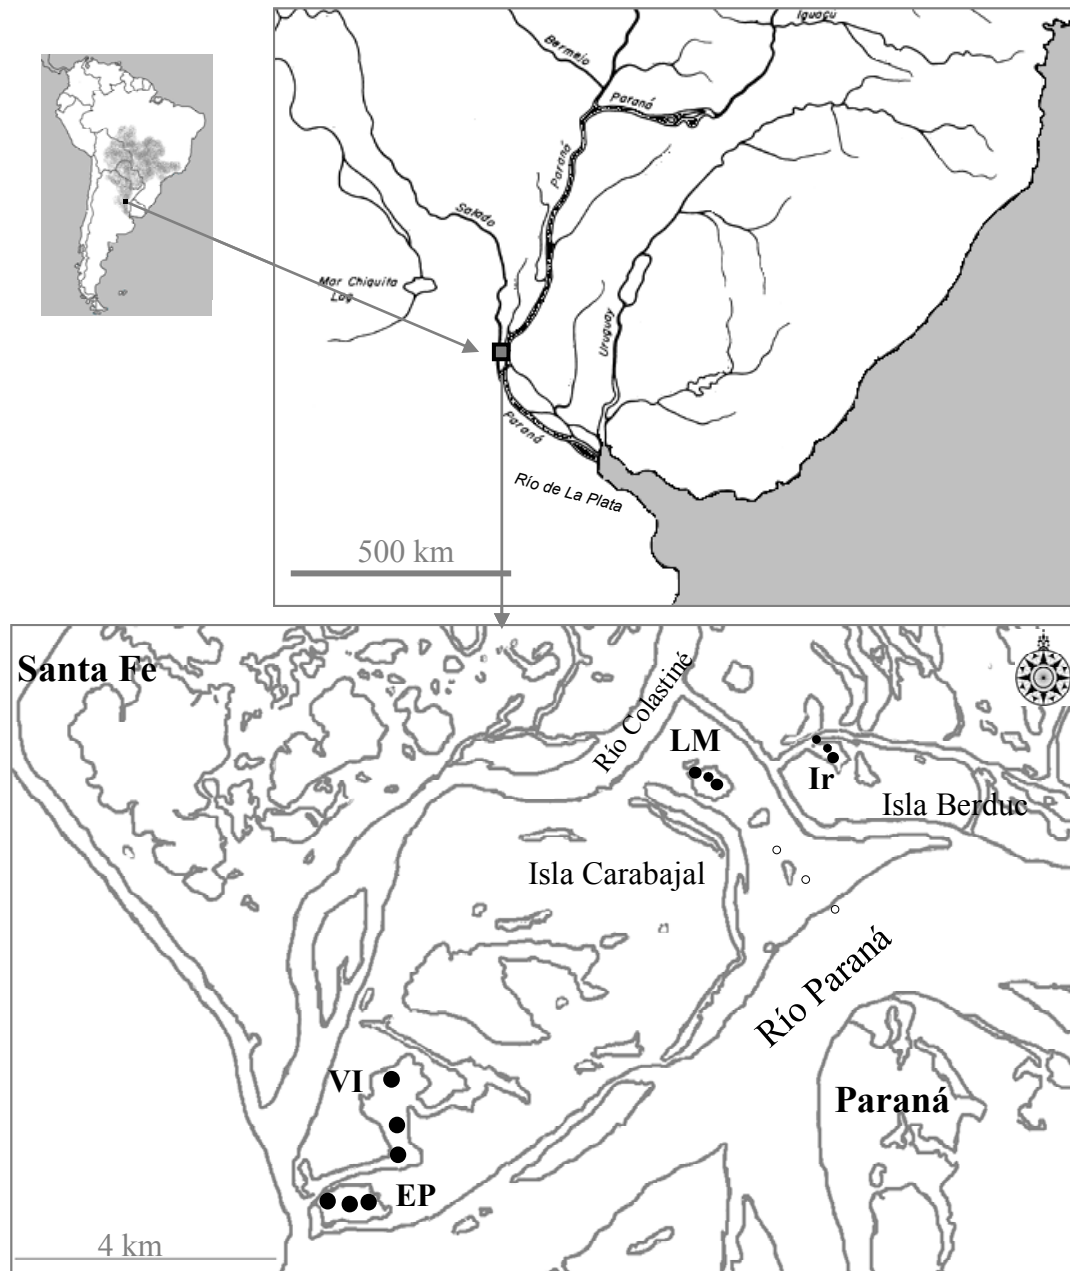 Iguaçu
Bermejo
Paraná
Paraná
Salado
Mar Chiquita
Lag
Uruguay
Paraná
Río de La Plata
500 km
Santa Fe
Río Colastiné
LM
Ir
Isla Berduc
Isla Carabajal
Río Paraná
VI
Paraná
EP
4 km